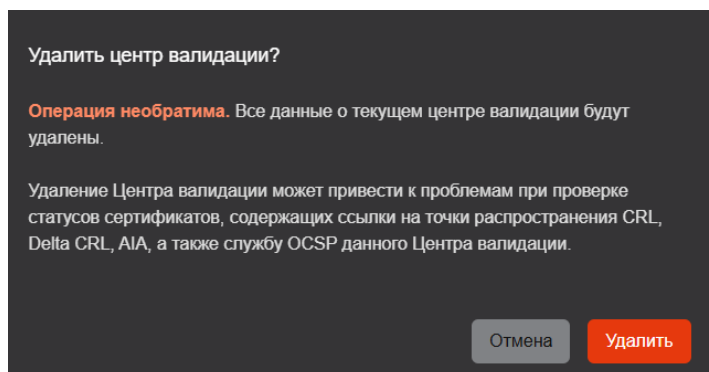 Удалить центр валидации?
Операция необратима. Все данные о текущем центре валидации будут
удалены.
Удаление Центра валидации может привести к проблемам при проверке
статусов сертификатов, содержащих ссылки на точки распространения CRL,
Delta CRL, AIA, а также службу OCSP данного Центра валидации.
Отмена
Удалить